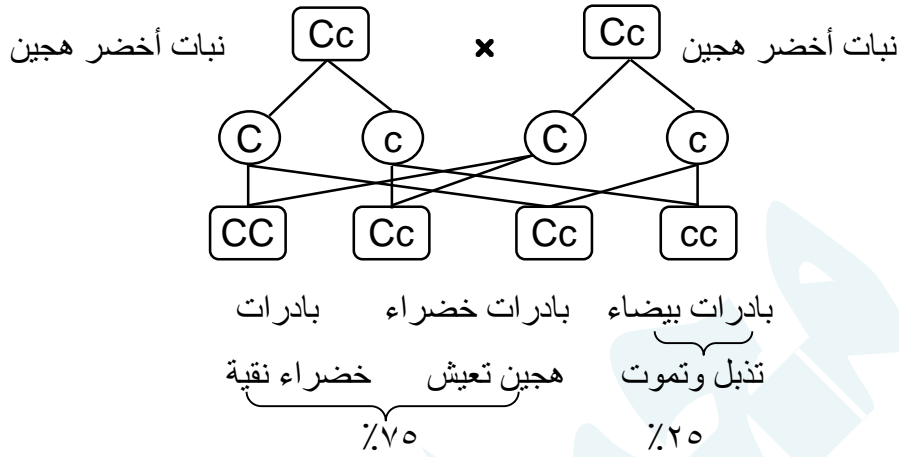 نبات أخضر هجين Cc × Cc نبات أخضر هجين
C c C c
CC Cc Cc cc
بادرات بيضاء بادرات خضراء بادرات
تذبل وتموت هجين تعيش خضراء نقية
٢٥٪ ٧٥٪